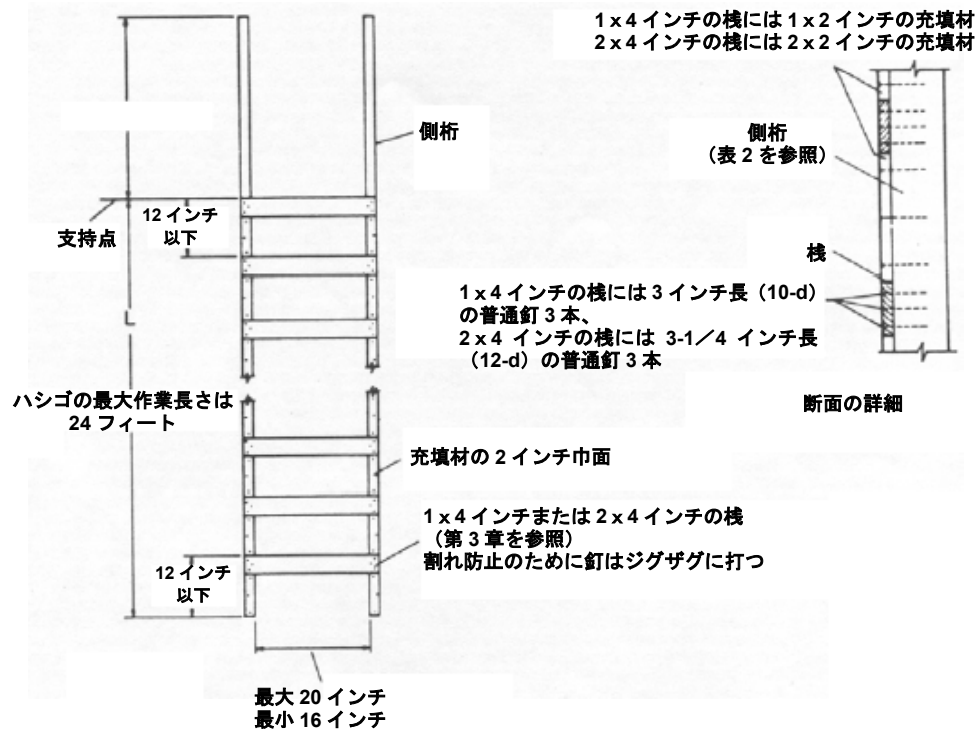 1 x 4 インチの桟には 1 x 2 インチの充填材
2 x 4 インチの桟には 2 x 2 インチの充填材
側桁
側桁
（表 2 を参照）
12 インチ
以下
支持点
桟
1 x 4 インチの桟には 3 インチ長（10-d）
の普通釘 3 本、
2 x 4 インチの桟には 3-1／4 インチ長
（12-d）の普通釘 3 本
L
ハシゴの最大作業長さは
24 フィート
断面の詳細
充填材の 2 インチ巾面
1 x 4 インチまたは 2 x 4 インチの桟
（第 3 章を参照）
割れ防止のために釘はジグザグに打つ
12 インチ
以下
最大 20 インチ
最小 16 インチ